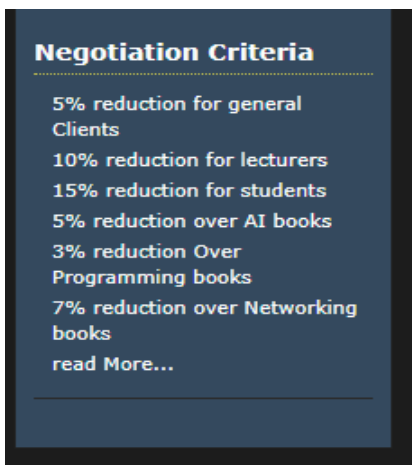 Negotiation Criteria
5% reduction for general
Clients
10% reduction for lecturers
15% reduction for students
5% reduction over AI books
3% reduction Over
Programming books
7% reduction over Networking
books
read More...